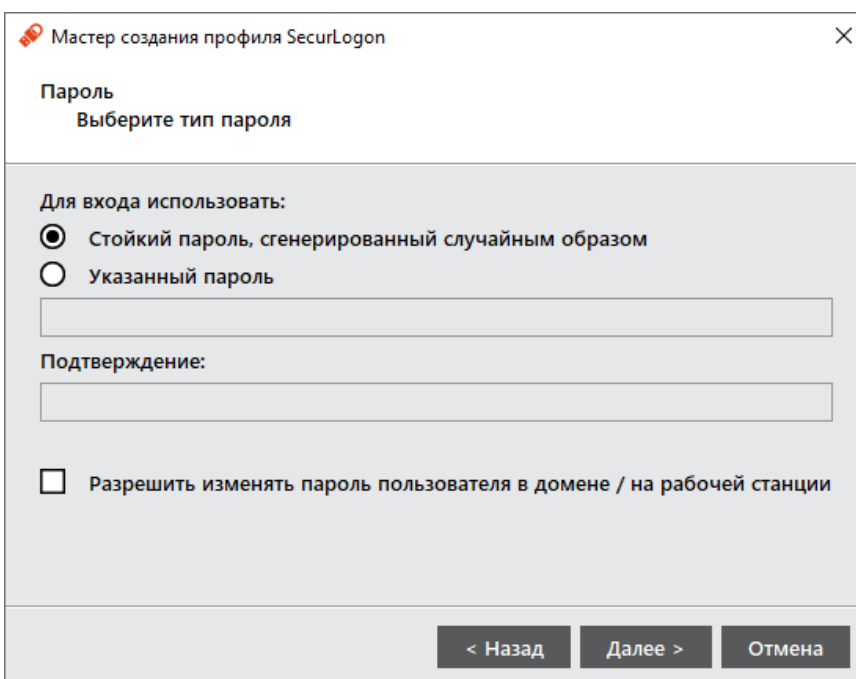 Мастер создания профиля SecurLogon
Пароль
Выберите тип пароля
Для входа использовать:
Стойкий пароль, сгенерированный случайным образом
Указанный пароль
Подтверждение:
Разрешить изменять пароль пользователя в домене / на рабочей станции
< Назад
Далее >
Отмена